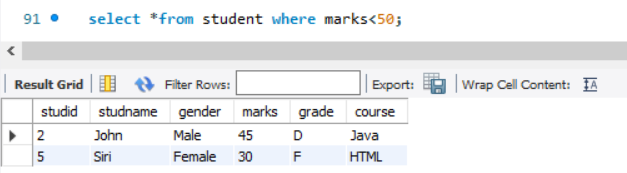 91 select *from student where marks<50;
Result Grid Filter Rows: Export: Wrap Cell Content: IA
studid studname gender marks grade course
2 John Male 45 D Java
5 Siri Female 30 F HTML